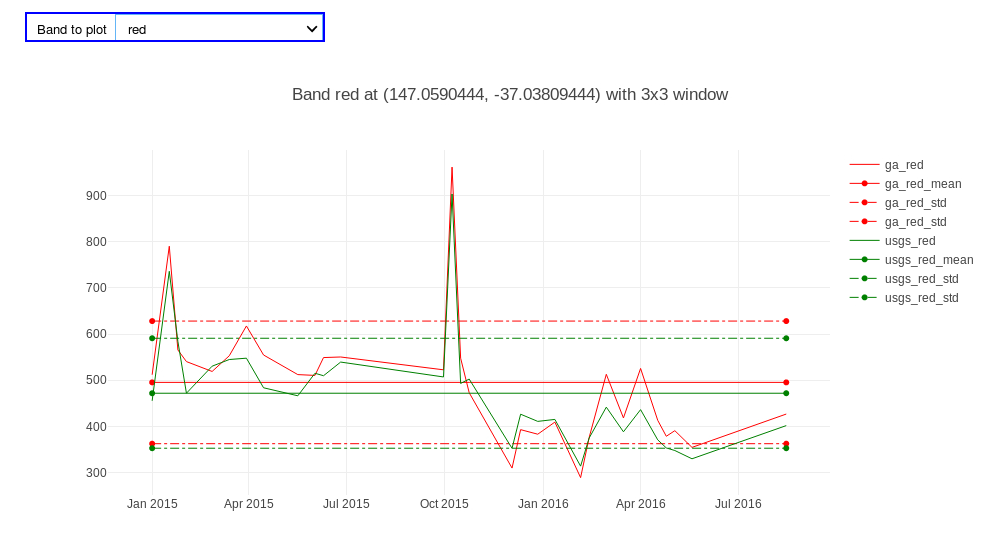 Band to plot red
Band red at (147.0590444, -37.03809444) with 3x3 window
900
800
700
600
500
400
300
Jan 2015 Apr 2015 Jul 2015 Oct 2015 Jan 2016 Apr 2016 Jul 2016
ga_red
ga_red_mean
ga_red_std
ga_red_std
usgs_red
usgs_red_mean
usgs_red_std
usgs_red_std